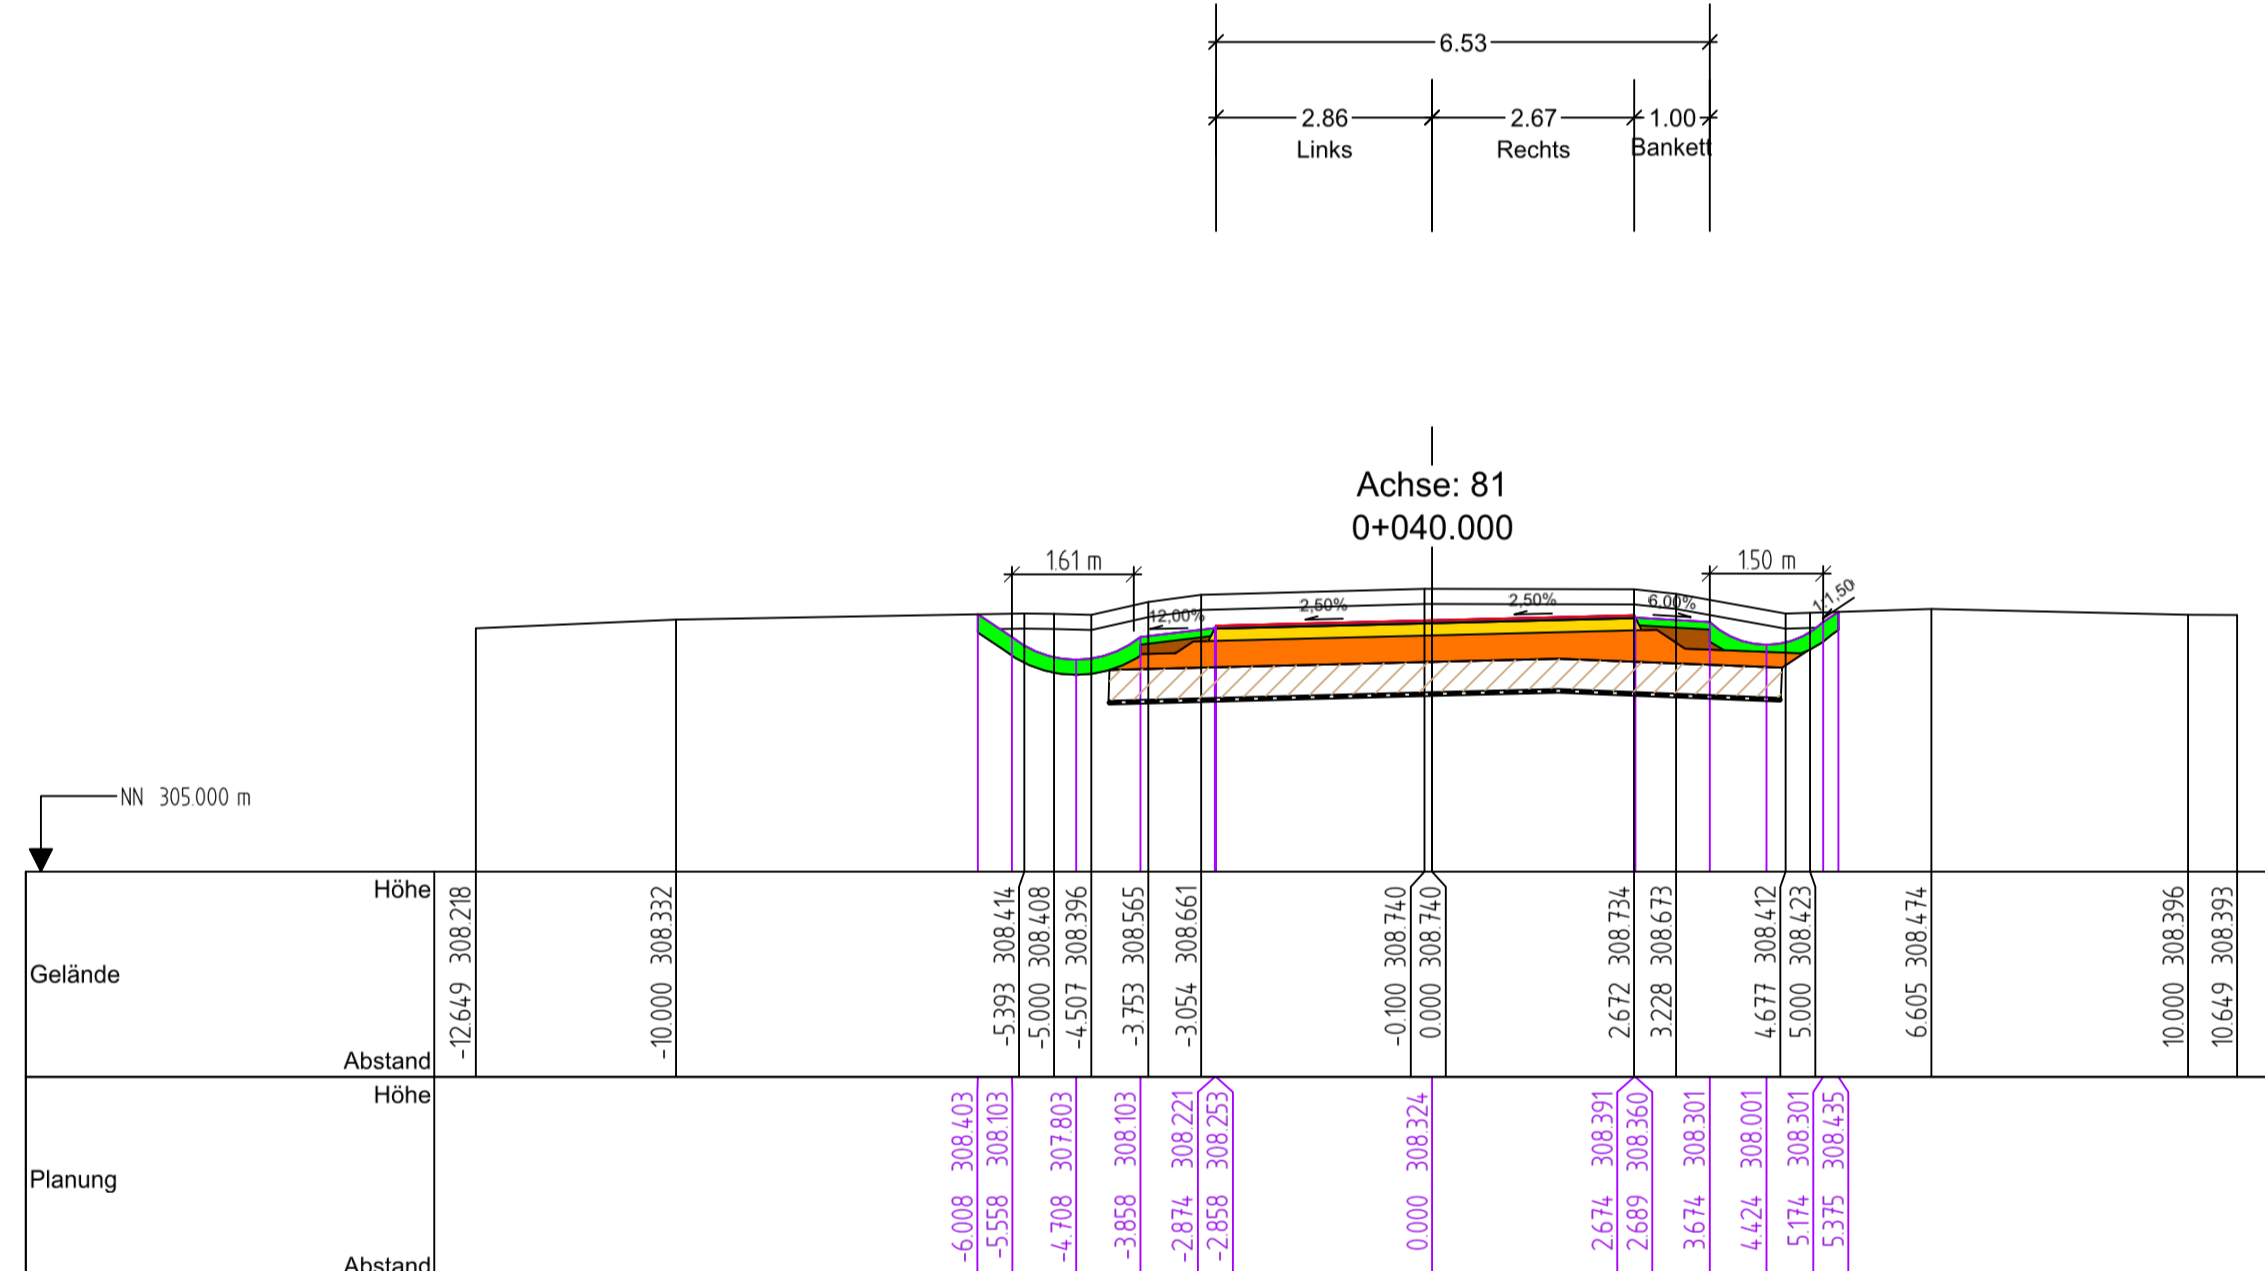 6.53
2.86 2.67 1.00
Links Rechts Bankett
Achse: 81
0+040.000
1.61 m 1.50 m
12,00% 2,50% 2,50% 6,00% 1:1,50
NN 305.000 m
Höhe
Gelände
Abstand
-12.649 308.218
-10.000 308.332
-5.393 308.414
-5.000 308.408
-4.507 308.396
-3.753 308.565
-3.054 308.661
-0.100 308.740
0.000 308.740
2.672 308.734
3.228 308.673
4.677 308.412
5.000 308.423
6.605 308.474
10.000 308.396
10.649 308.393
Höhe
Planung
Abstand
-6.008 308.403
-5.558 308.103
-4.708 307.803
-3.858 308.103
-2.874 308.221
-2.858 308.253
0.000 308.324
2.674 308.391
2.689 308.360
3.674 308.301
4.424 308.001
5.174 308.301
5.375 308.435